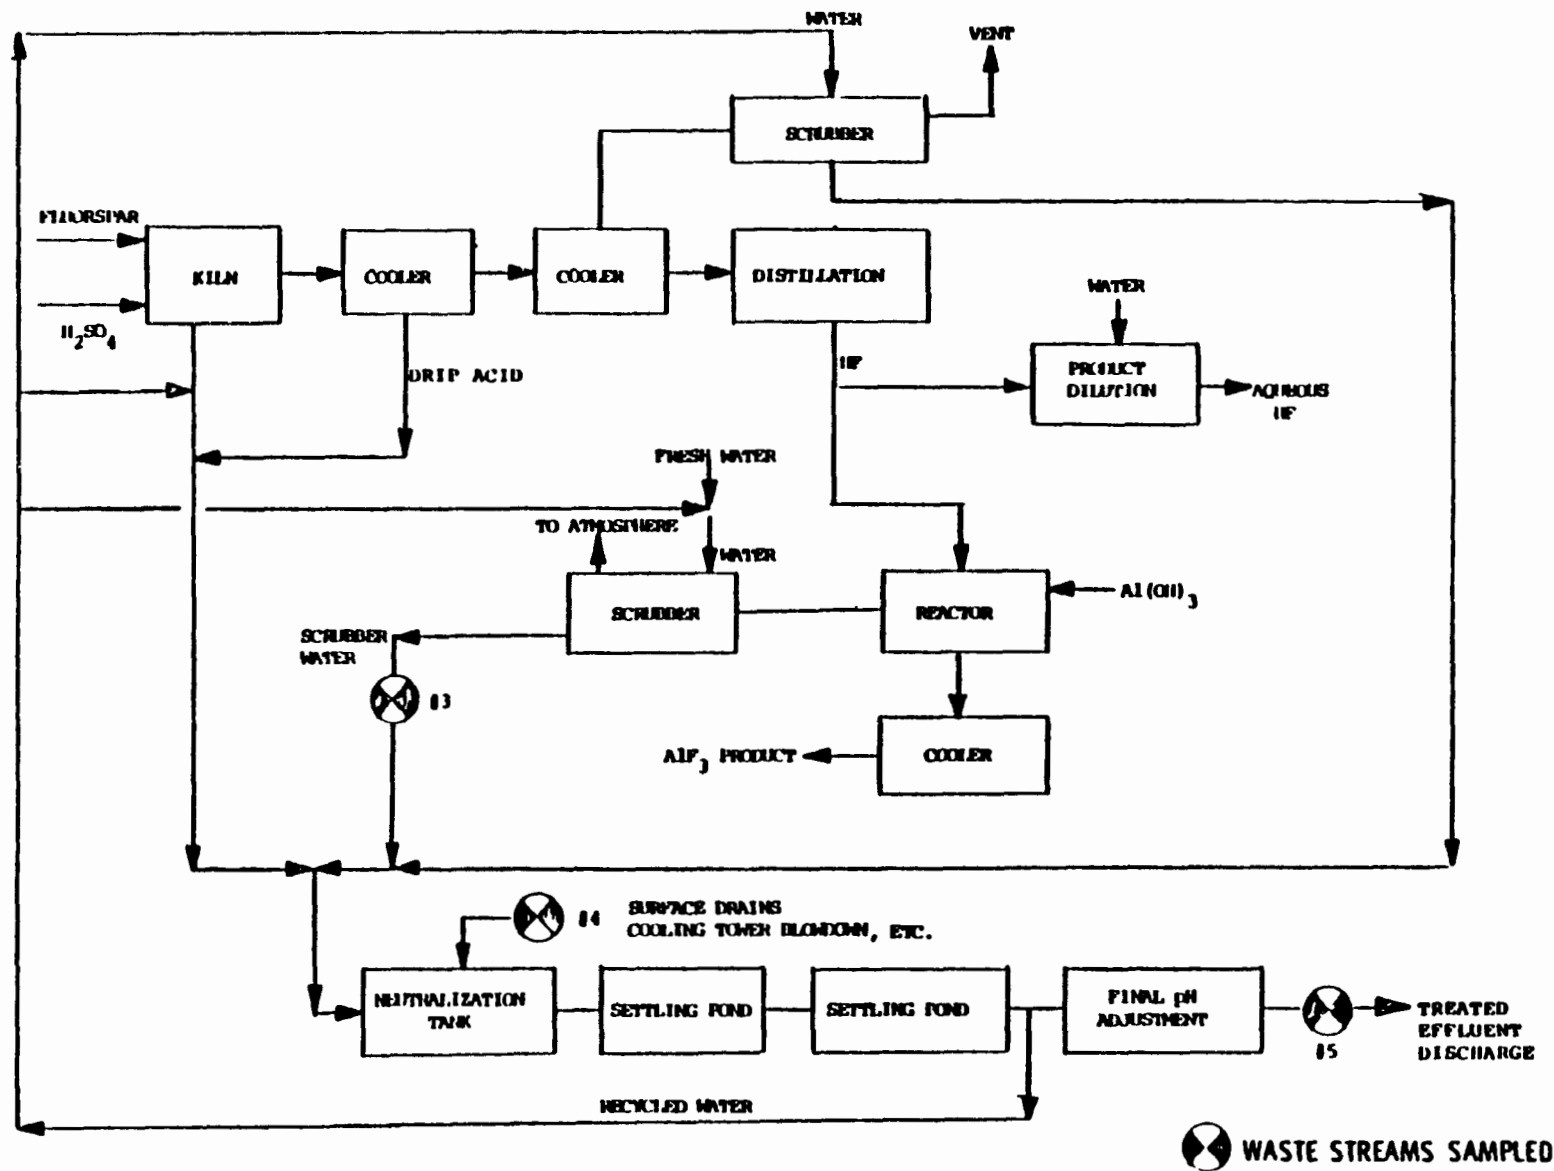 WATER
VENT
SCRUBBER
FLUORSPAR
KILN
COOLER
COOLER
DISTILLATION
H2SO4
WATER
HF
DRIP ACID
PRODUCT
DILUTION
AQUEOUS
HF
FRESH WATER
TO ATMOSPHERE
WATER
SCRUBBER
REACTOR
Al(OH)3
SCRUBBER
WATER
#3
AlF3 PRODUCT
COOLER
#4
SURFACE DRAINS
COOLING TOWER BLOWDOWN, ETC.
NEUTRALIZATION
TANK
SETTLING POND
SETTLING POND
FINAL pH
ADJUSTMENT
TREATED
EFFLUENT
DISCHARGE
#5
RECYCLED WATER
WASTE STREAMS SAMPLED